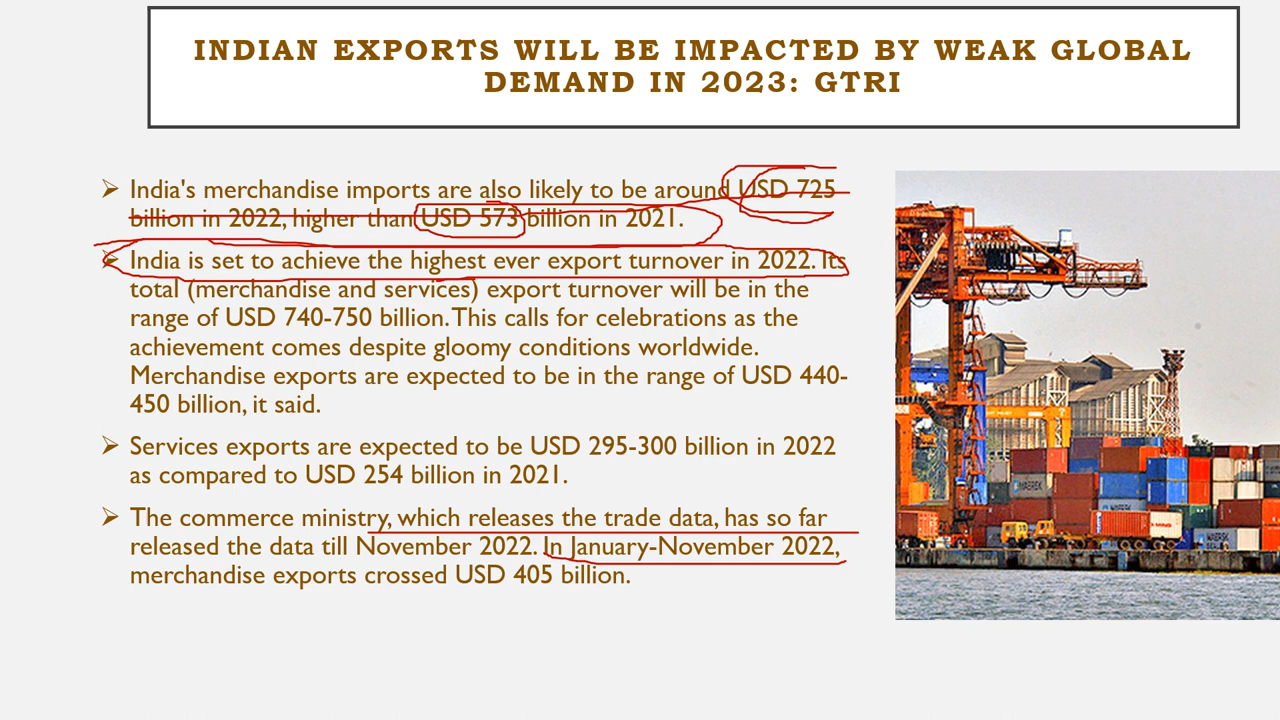 INDIAN EXPORTS WILL BE IMPACTED BY WEAK GLOBAL
DEMAND IN 2023: GTRI
India's merchandise imports are also likely to be around USD 725
billion in 2022, higher than USD 573 billion in 2021.
India is set to achieve the highest ever export turnover in 2022. Its
total (merchandise and services) export turnover will be in the
range of USD 740-750 billion. This calls for celebrations as the
achievement comes despite gloomy conditions worldwide.
Merchandise exports are expected to be in the range of USD 440-
450 billion, it said.
Services exports are expected to be USD 295-300 billion in 2022
as compared to USD 254 billion in 2021.
The commerce ministry, which releases the trade data, has so far
released the data till November 2022. In January-November 2022,
merchandise exports crossed USD 405 billion.
MAERSK